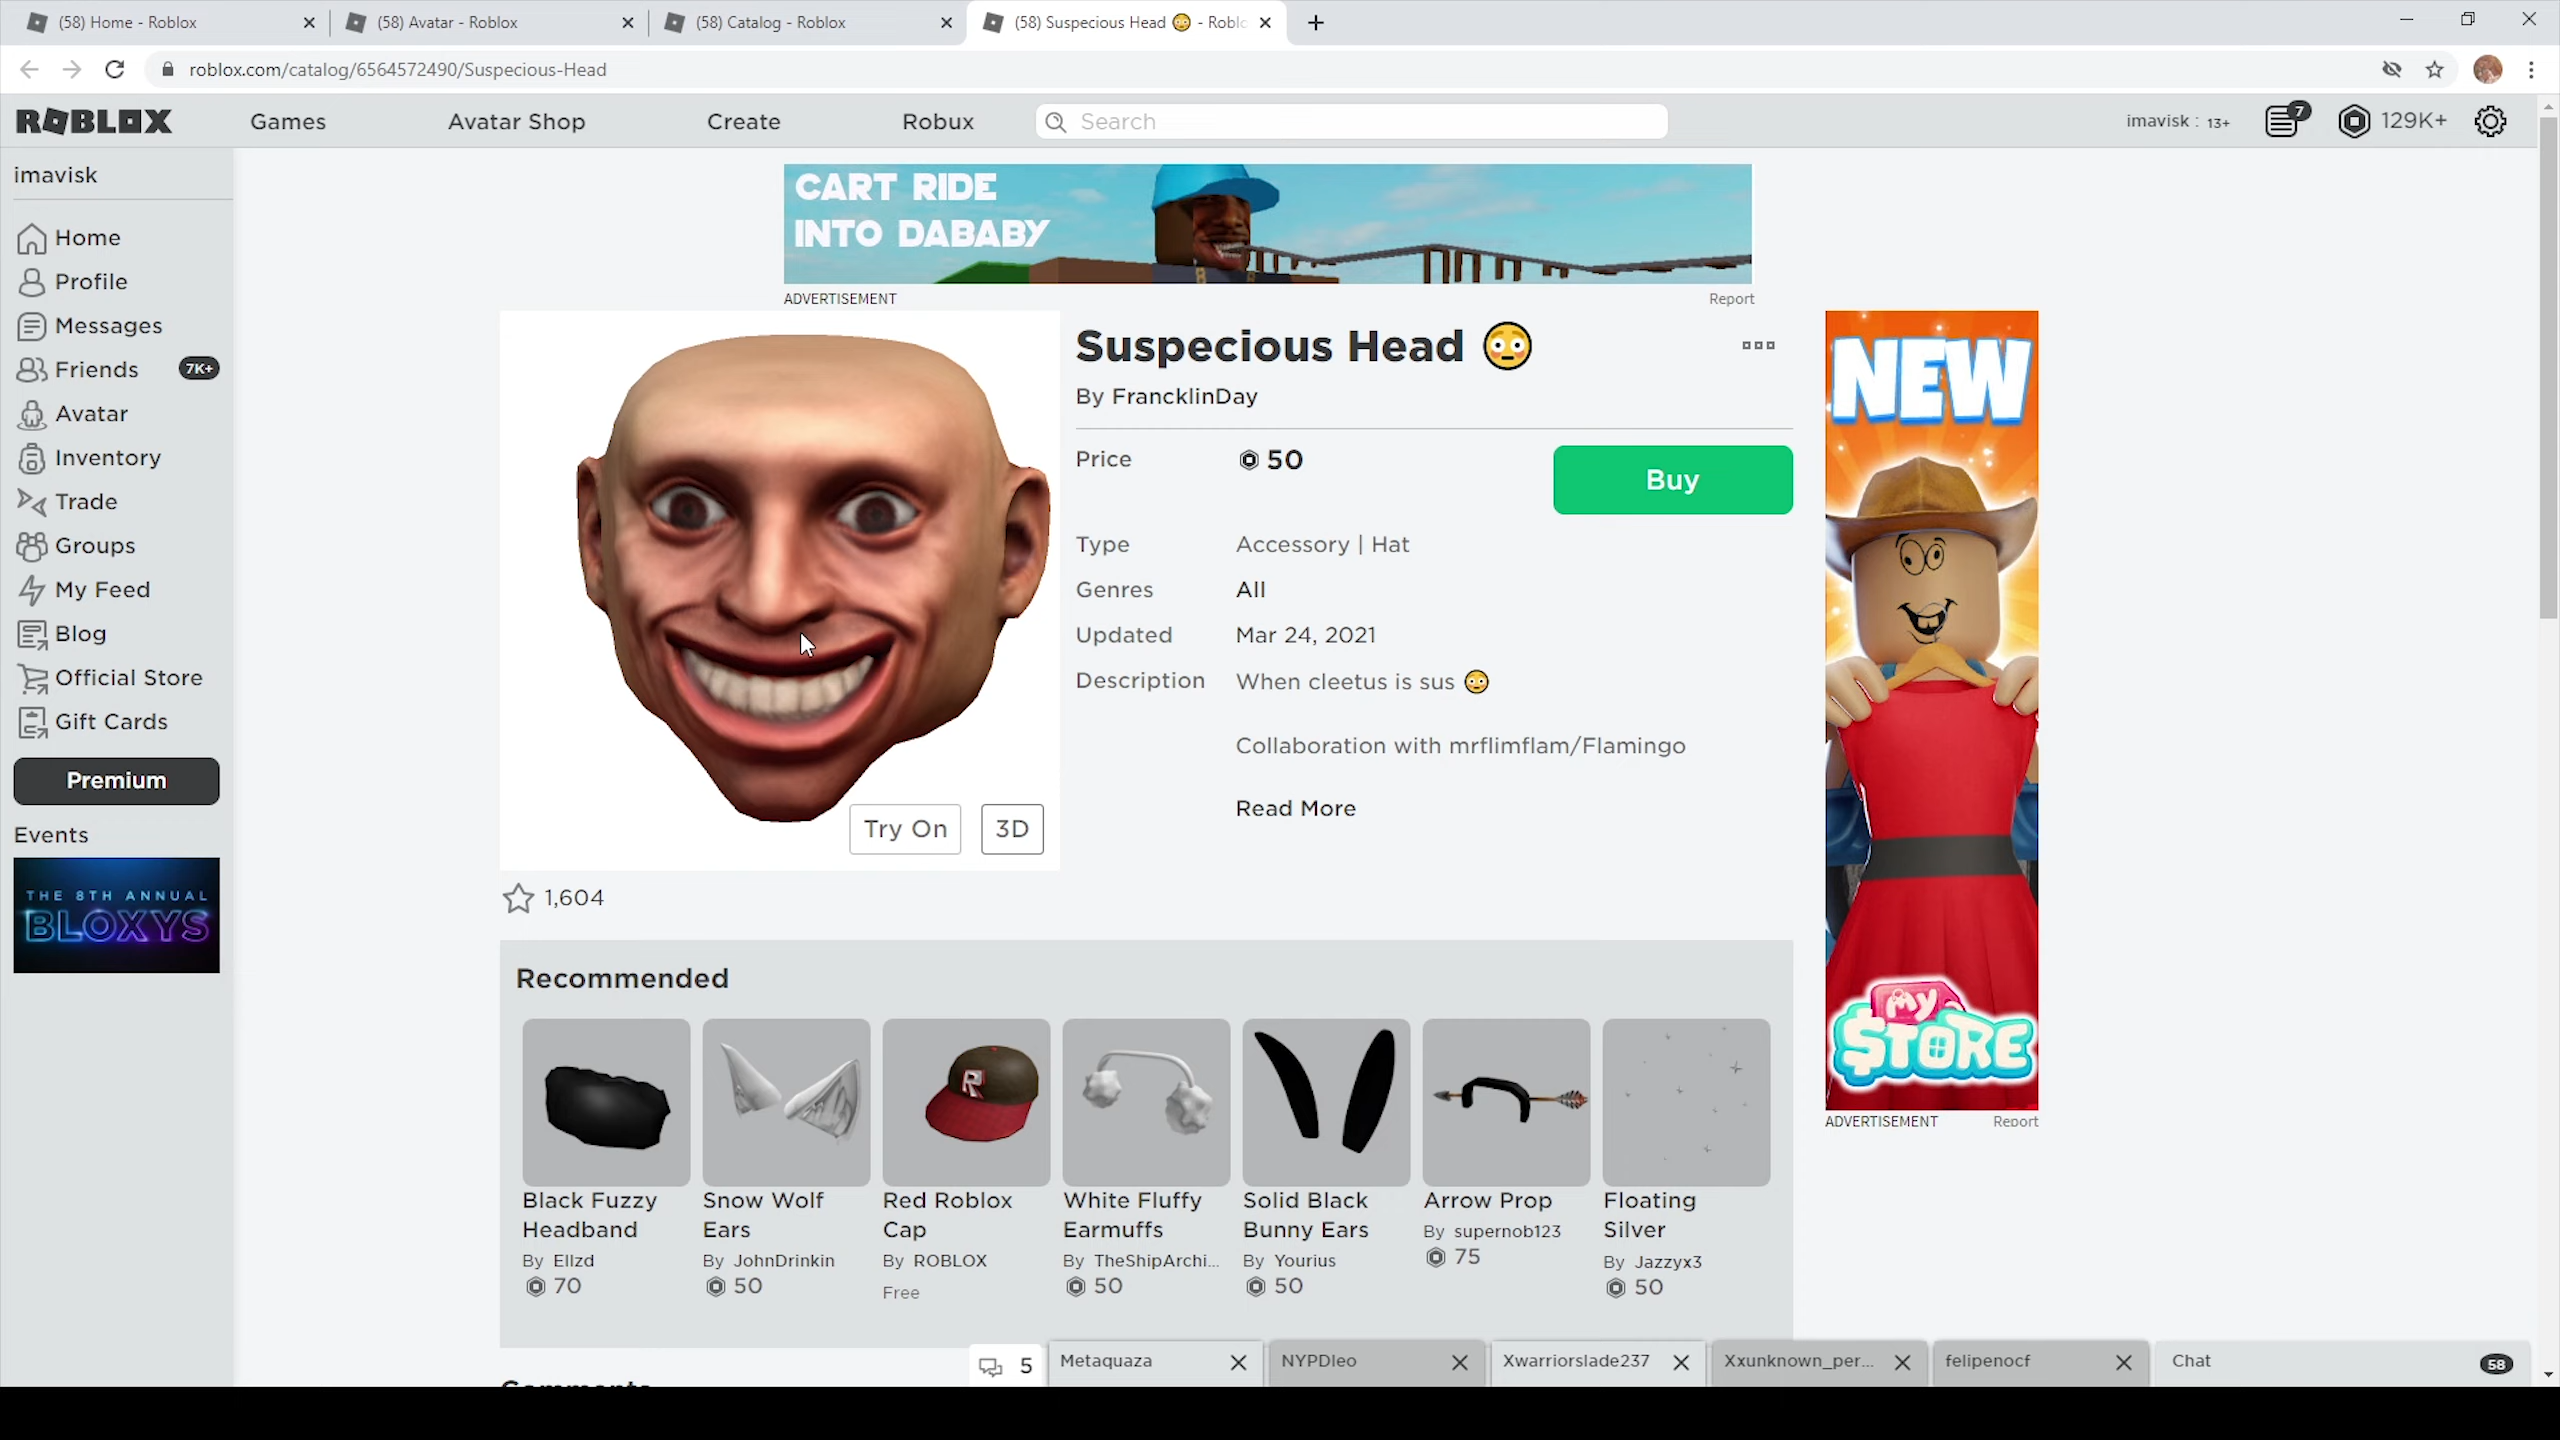 (58) Home - Roblox
(58) Avatar - Roblox
(58) Catalog - Roblox
(58) Suspecious Head 😳 - Roblo
roblox.com/catalog/6564572490/Suspecious-Head
ROBLOX
Games
Avatar Shop
Create
Robux
Search
imavisk : 13+
7
129K+
imavisk
Home
Profile
Messages
Friends
7K+
Avatar
Inventory
Trade
Groups
My Feed
Blog
Official Store
Gift Cards
Premium
Events
THE 8TH ANNUAL
BLOXYS
CART RIDE
INTO DABABY
ADVERTISEMENT
Report
Suspecious Head 😳
By FrancklinDay
Price
50
Buy
Type
Accessory | Hat
Genres
All
Updated
Mar 24, 2021
Description
When cleetus is sus 😳
Collaboration with mrflimflam/Flamingo
Read More
Try On
3D
1,604
NEW
My
$TORE
ADVERTISEMENT
Report
Recommended
Black Fuzzy
Headband
By Ellzd
70
Snow Wolf
Ears
By JohnDrinkin
50
R
Red Roblox
Cap
By ROBLOX
Free
White Fluffy
Earmuffs
By TheShipArchi...
50
Solid Black
Bunny Ears
By Yourius
50
Arrow Prop
By supernob123
75
Floating
Silver
By Jazzyx3
50
Comments
5
Metaquaza
NYPDleo
Xwarriorslade237
Xxunknown_per...
felipenocf
Chat
58